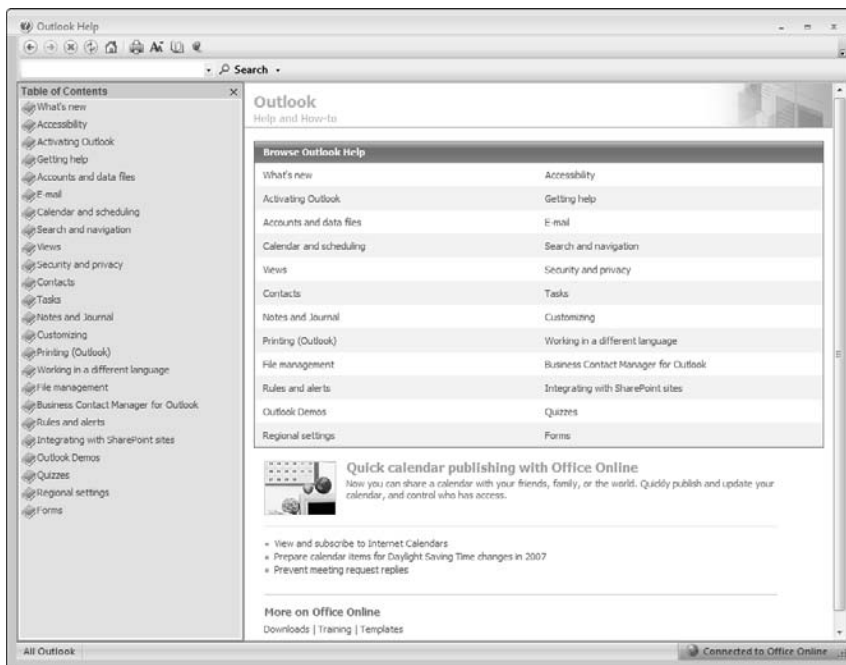 Outlook Help
Search
Table of Contents
What's new
Accessibility
Activating Outlook
Getting help
Accounts and data files
E-mail
Calendar and scheduling
Search and navigation
Views
Security and privacy
Contacts
Tasks
Notes and Journal
Customizing
Printing (Outlook)
Working in a different language
File management
Business Contact Manager for Outlook
Rules and alerts
Integrating with SharePoint sites
Outlook Demos
Quizzes
Regional settings
Forms
Outlook
Help and How-to
Browse Outlook Help
What's new Accessibility
Activating Outlook Getting help
Accounts and data files E-mail
Calendar and scheduling Search and navigation
Views Security and privacy
Contacts Tasks
Notes and Journal Customizing
Printing (Outlook) Working in a different language
File management Business Contact Manager for Outlook
Rules and alerts Integrating with SharePoint sites
Outlook Demos Quizzes
Regional settings Forms
Quick calendar publishing with Office Online
Now you can share a calendar with your friends, family, or the world. Quickly publish and update your
calendar, and control who has access.
View and subscribe to Internet Calendars
Prepare calendar items for Daylight Saving Time changes in 2007
Prevent meeting request replies
More on Office Online
Downloads | Training | Templates
All Outlook
Connected to Office Online